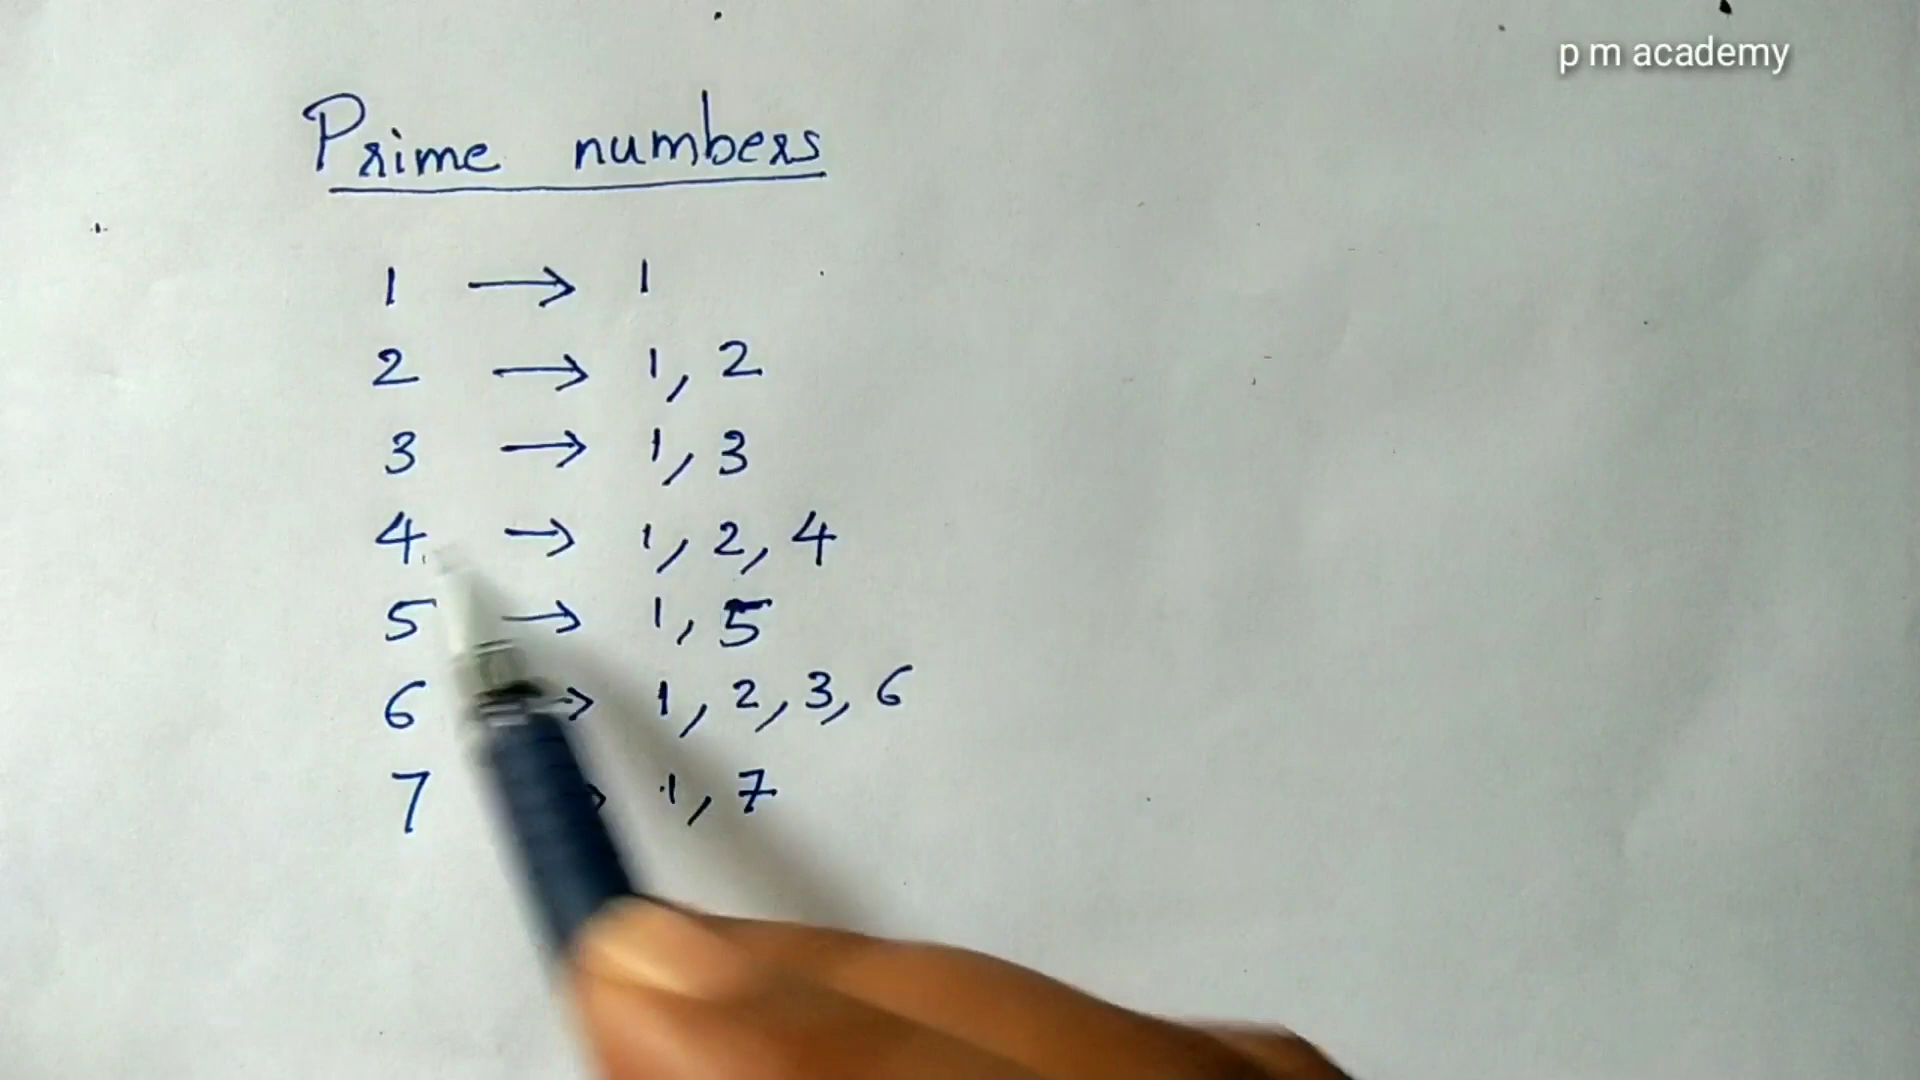 p m academy
Prime numbers
1 → 1
2 → 1, 2
3 → 1, 3
4 → 1, 2, 4
5 → 1, 5
6 → 1, 2, 3, 6
7 → 1, 7